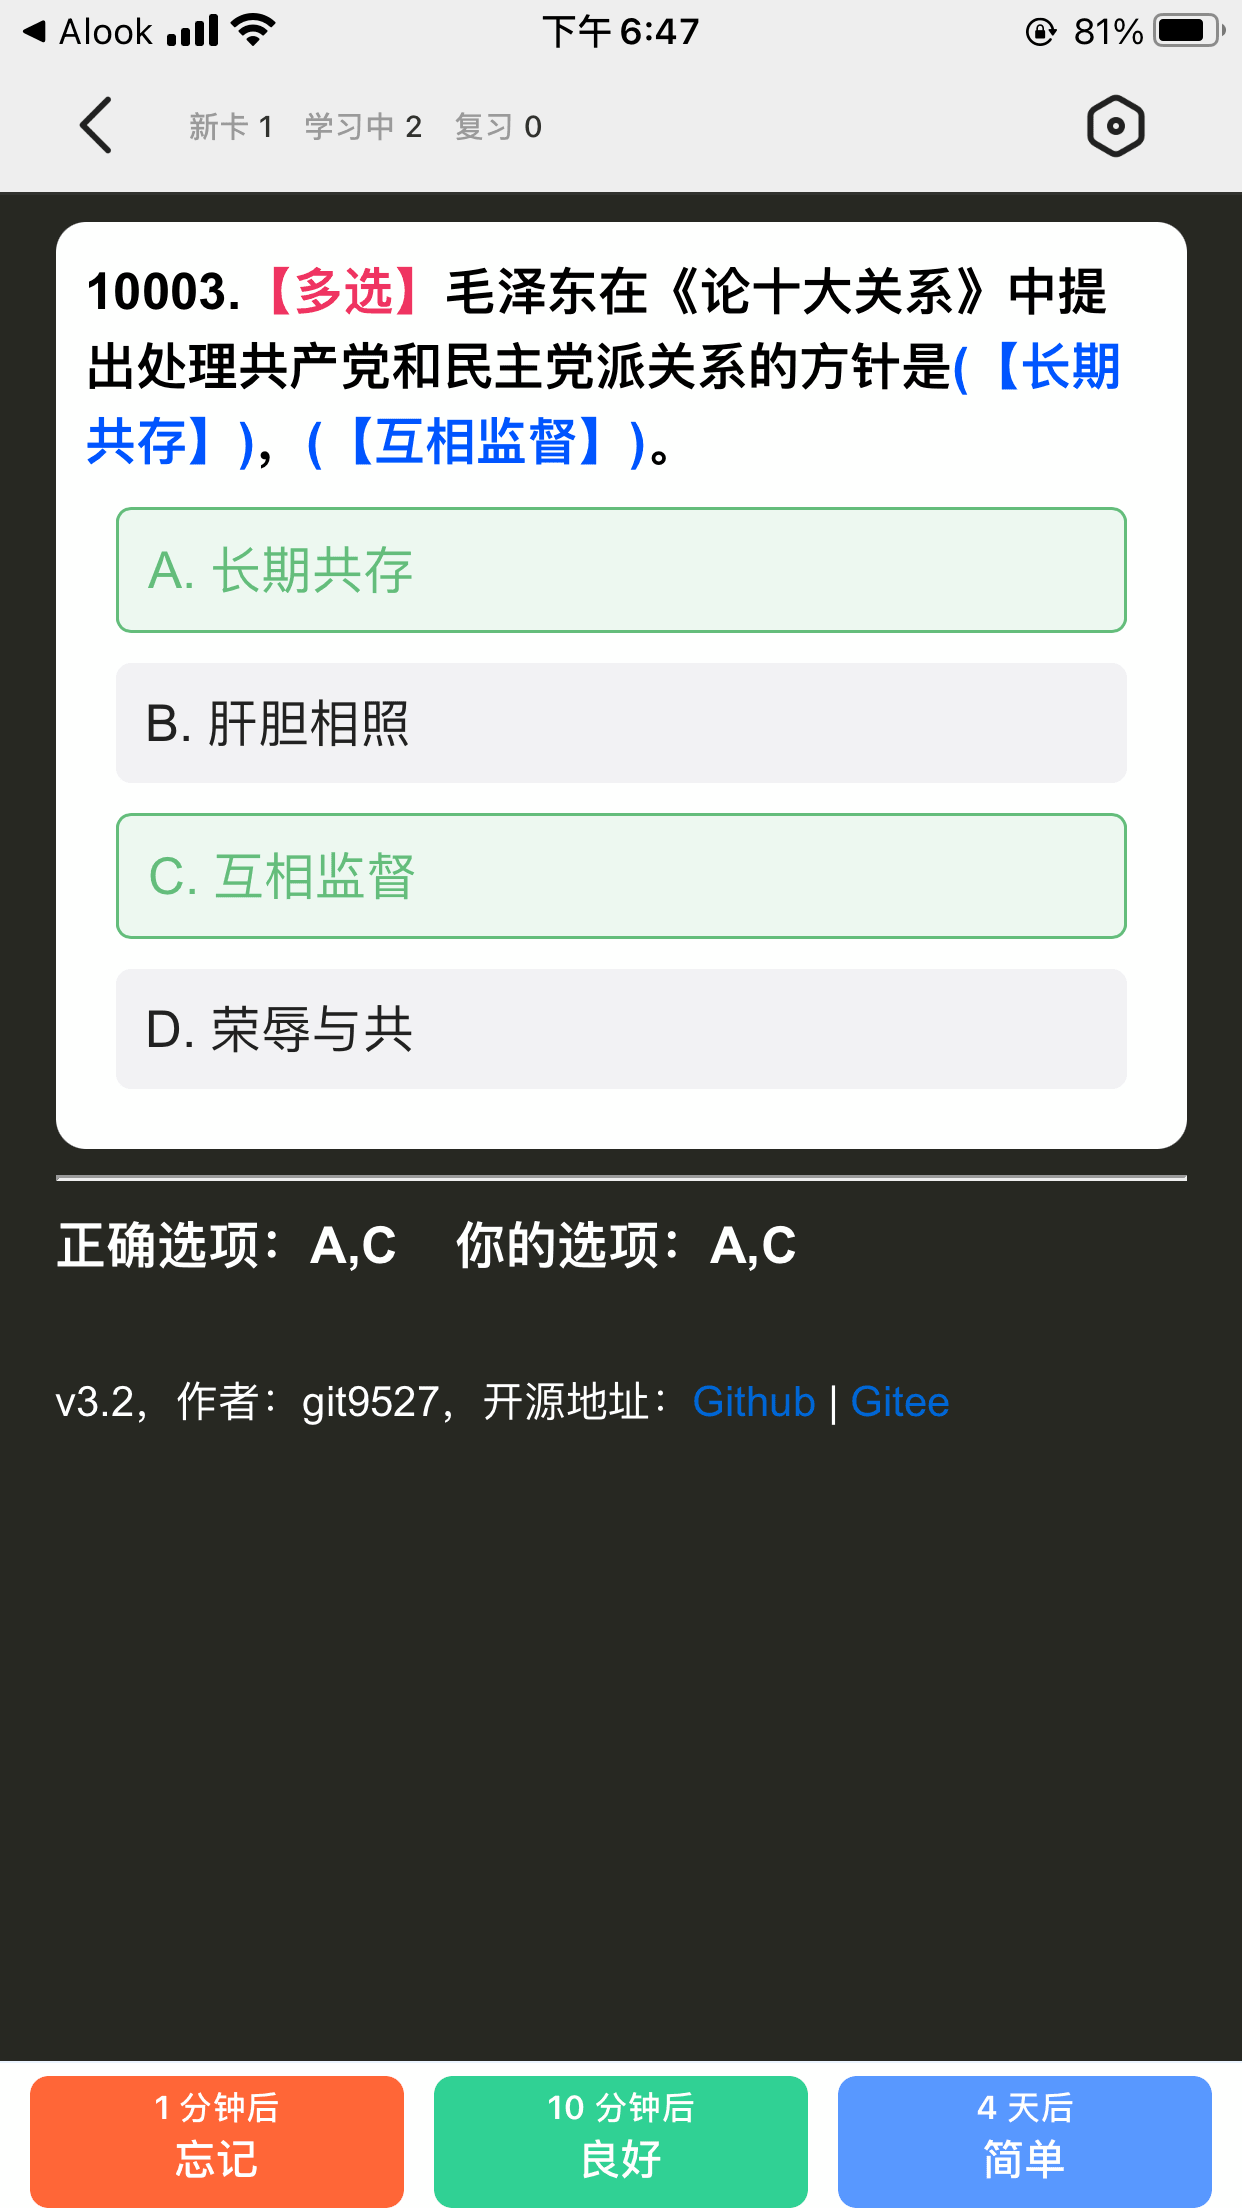 Alook 下午 6:47 81%
新卡 1 学习中 2 复习 0
10003.【多选】毛泽东在《论十大关系》中提
出处理共产党和民主党派关系的方针是(【长期
共存】)，(【互相监督】)。
A. 长期共存
B. 肝胆相照
C. 互相监督
D. 荣辱与共
正确选项：A,C 你的选项：A,C
v3.2，作者：git9527，开源地址：Github | Gitee
1 分钟后 10 分钟后 4 天后
忘记 良好 简单